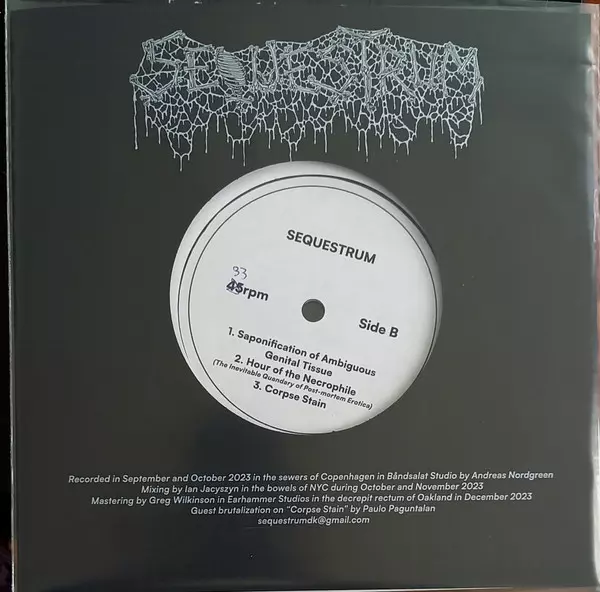 SEQUESTRUM
SEQUESTRUM
33
45rpm
Side B
1. Saponification of Ambiguous
Genital Tissue
2. Hour of the Necrophile
(The Inevitable Quandary of Post-mortem Erotica)
3. Corpse Stain
Recorded in September and October 2023 in the sewers of Copenhagen in Båndsalat Studio by Andreas Nordgreen
Mixing by Ian Jacyszyn in the bowels of NYC during October and November 2023
Mastering by Greg Wilkinson in Earhammer Studios in the decrepit rectum of Oakland in December 2023
Guest brutalization on “Corpse Stain” by Paulo Paguntalan
sequestrumdk@gmail.com